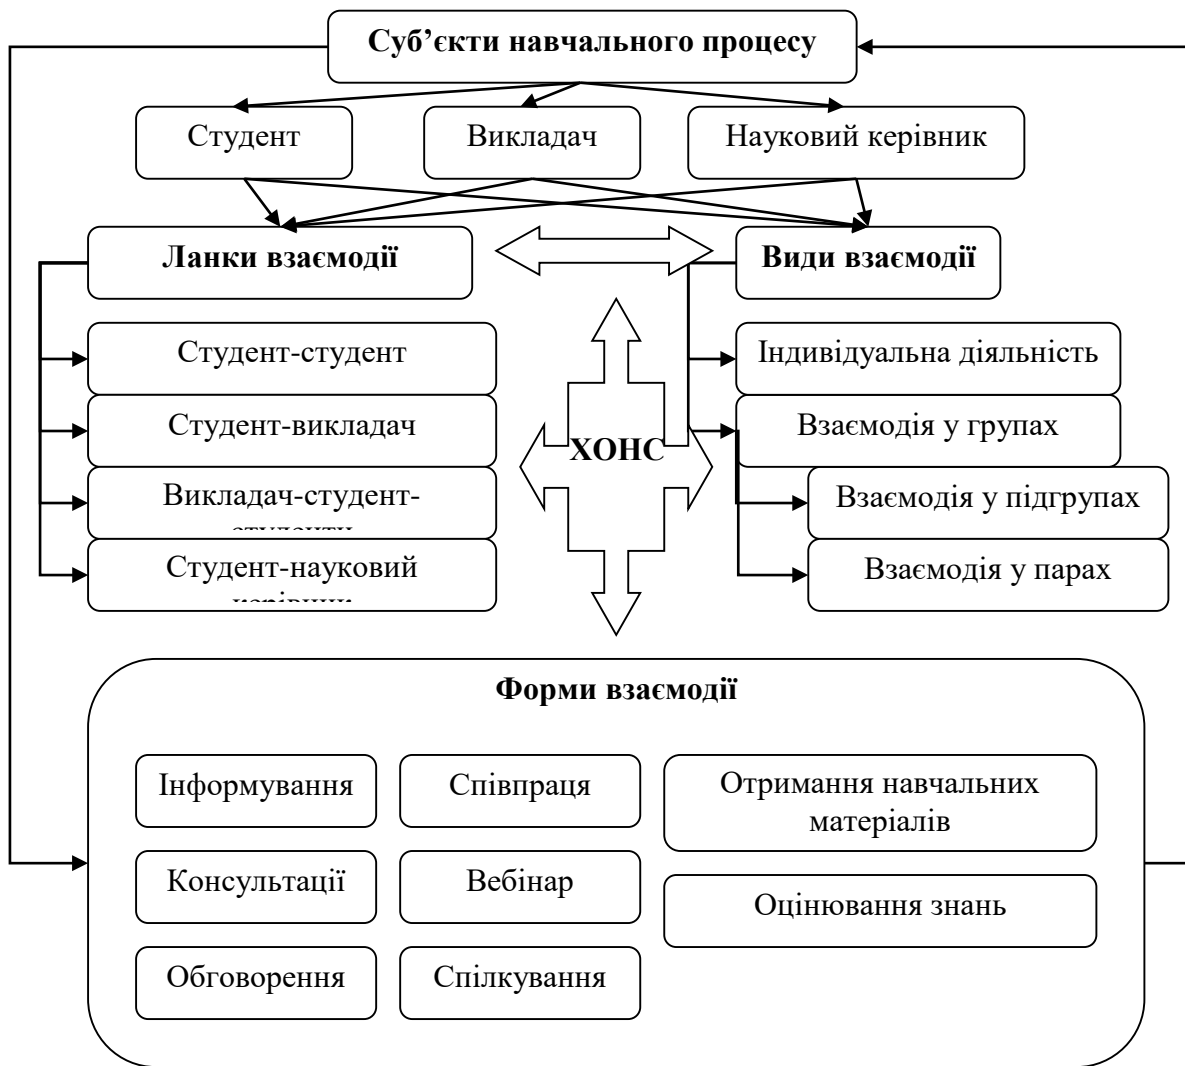 Суб’єкти навчального процесу
Студент
Викладач
Науковий керівник
Ланки взаємодії
Види взаємодії
Студент-студент
Студент-викладач
Викладач-студент-
Студент-науковий
ХОНС
Індивідуальна діяльність
Взаємодія у групах
Взаємодія у підгрупах
Взаємодія у парах
Форми взаємодії
Інформування
Співпраця
Отримання навчальних
матеріалів
Консультації
Вебінар
Оцінювання знань
Обговорення
Спілкування